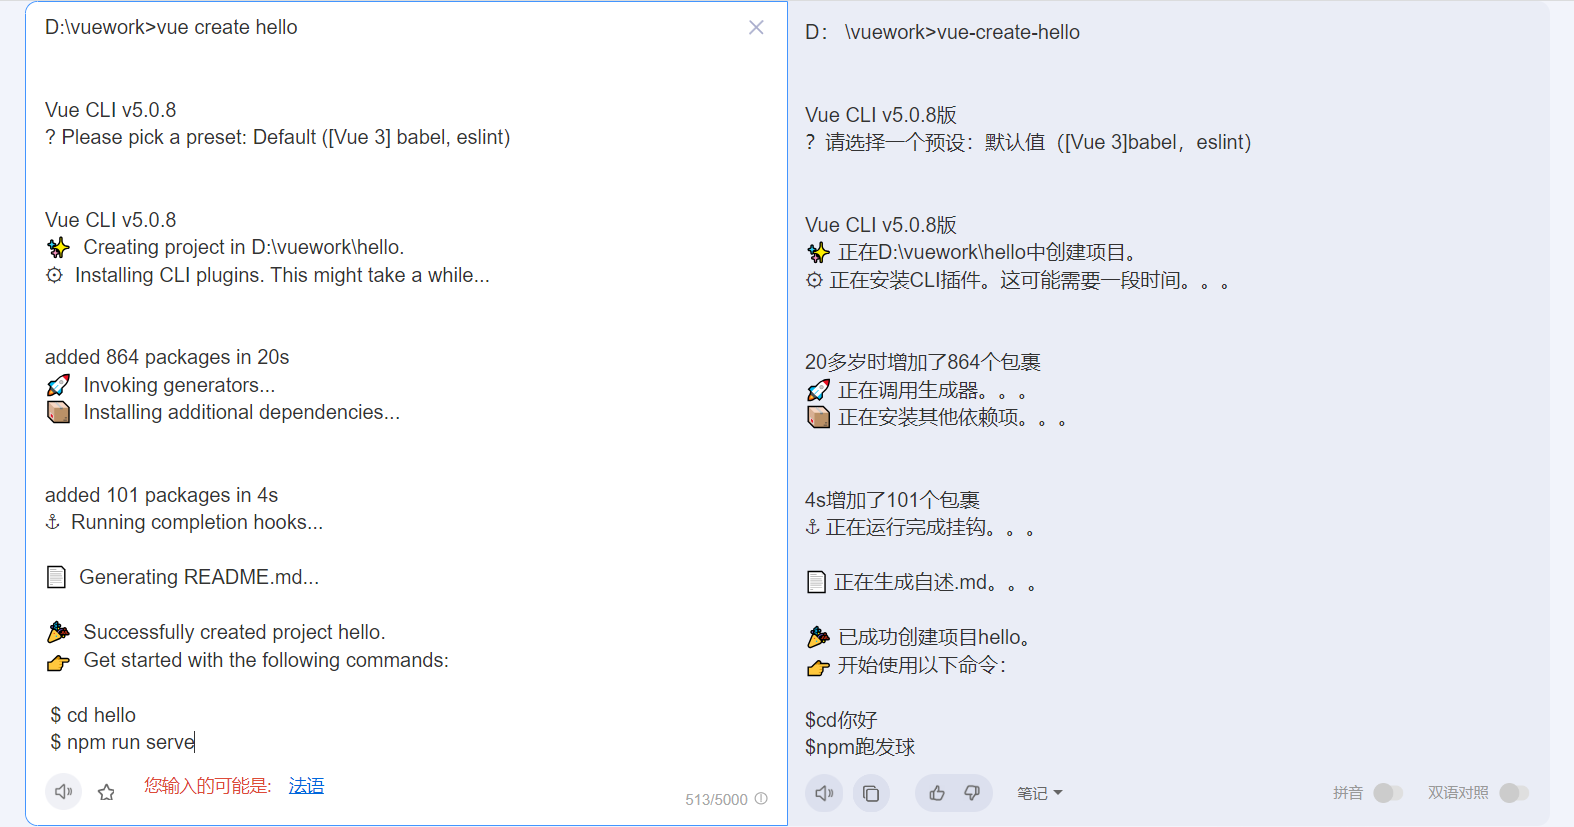 D:\vuework>vue create hello
Vue CLI v5.0.8
? Please pick a preset: Default ([Vue 3] babel, eslint)
Vue CLI v5.0.8
✨ Creating project in D:\vuework\hello.
⚙ Installing CLI plugins. This might take a while...
added 864 packages in 20s
🚀 Invoking generators...
📦 Installing additional dependencies...
added 101 packages in 4s
⚓ Running completion hooks...
📄 Generating README.md...
🎉 Successfully created project hello.
👉 Get started with the following commands:
$ cd hello
$ npm run serve
您输入的可能是: 法语
513/5000
D： \vuework>vue-create-hello
Vue CLI v5.0.8版
？请选择一个预设：默认值（[Vue 3]babel，eslint）
Vue CLI v5.0.8版
✨ 正在D:\vuework\hello中创建项目。
⚙ 正在安装CLI插件。这可能需要一段时间。。。
20多岁时增加了864个包裹
🚀 正在调用生成器。。。
📦 正在安装其他依赖项。。。
4s增加了101个包裹
⚓ 正在运行完成挂钩。。。
📄 正在生成自述.md。。。
🎉 已成功创建项目hello。
👉 开始使用以下命令：
$cd你好
$npm跑发球
笔记 拼音 双语对照